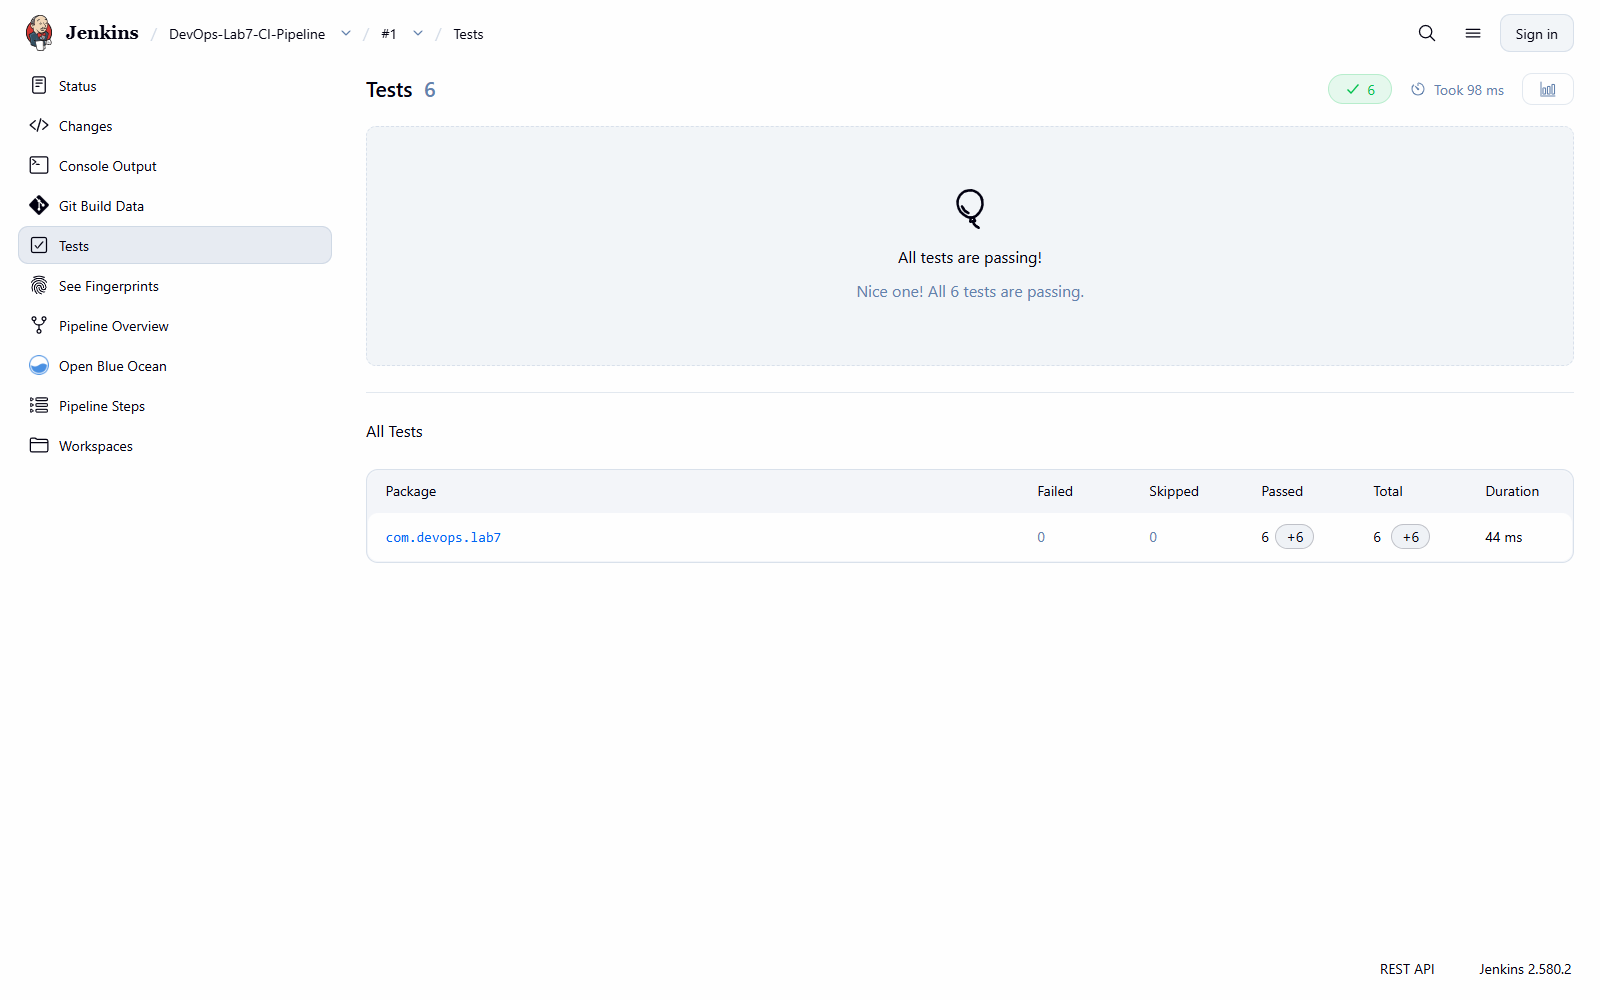 Jenkins / DevOps-Lab7-CI-Pipeline / #1 / Tests
Sign in
Status
Changes
Console Output
Git Build Data
Tests
See Fingerprints
Pipeline Overview
Open Blue Ocean
Pipeline Steps
Workspaces
Tests 6
6
Took 98 ms
All tests are passing!
Nice one! All 6 tests are passing.
All Tests
Package Failed Skipped Passed Total Duration
com.devops.lab7 0 0 6 +6 6 +6 44 ms
REST API Jenkins 2.580.2